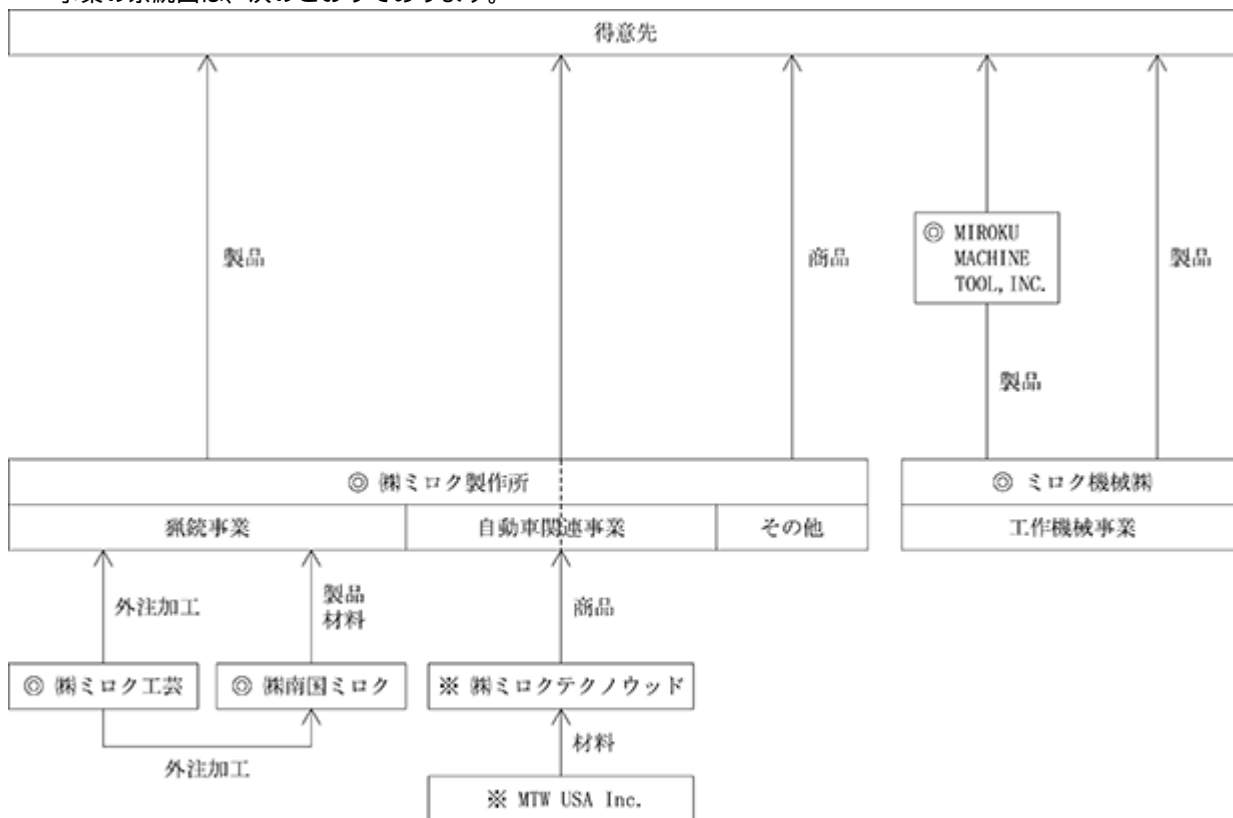 事業の系統図は、次のとおりであります。
得意先
製品
商品
◎ MIROKU
MACHINE
TOOL, INC.
製品
製品
◎ ㈱ミロク製作所
◎ ミロク機械㈱
猟銃事業
自動車関連事業
その他
工作機械事業
外注加工
製品
材料
商品
◎ ㈱ミロク工芸
◎ ㈱南国ミロク
※ ㈱ミロクテクノウッド
外注加工
材料
※ MTW USA Inc.